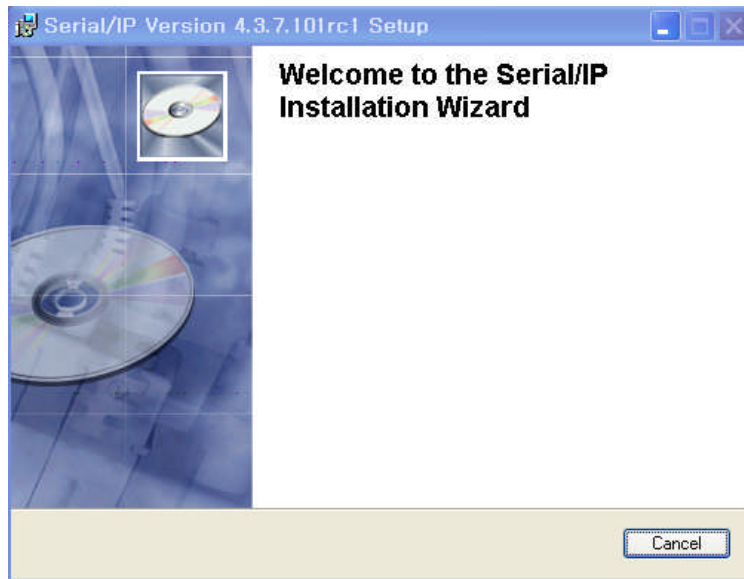 Serial/IP Version 4.3.7.101rc1 Setup
Welcome to the Serial/IP
Installation Wizard
Cancel